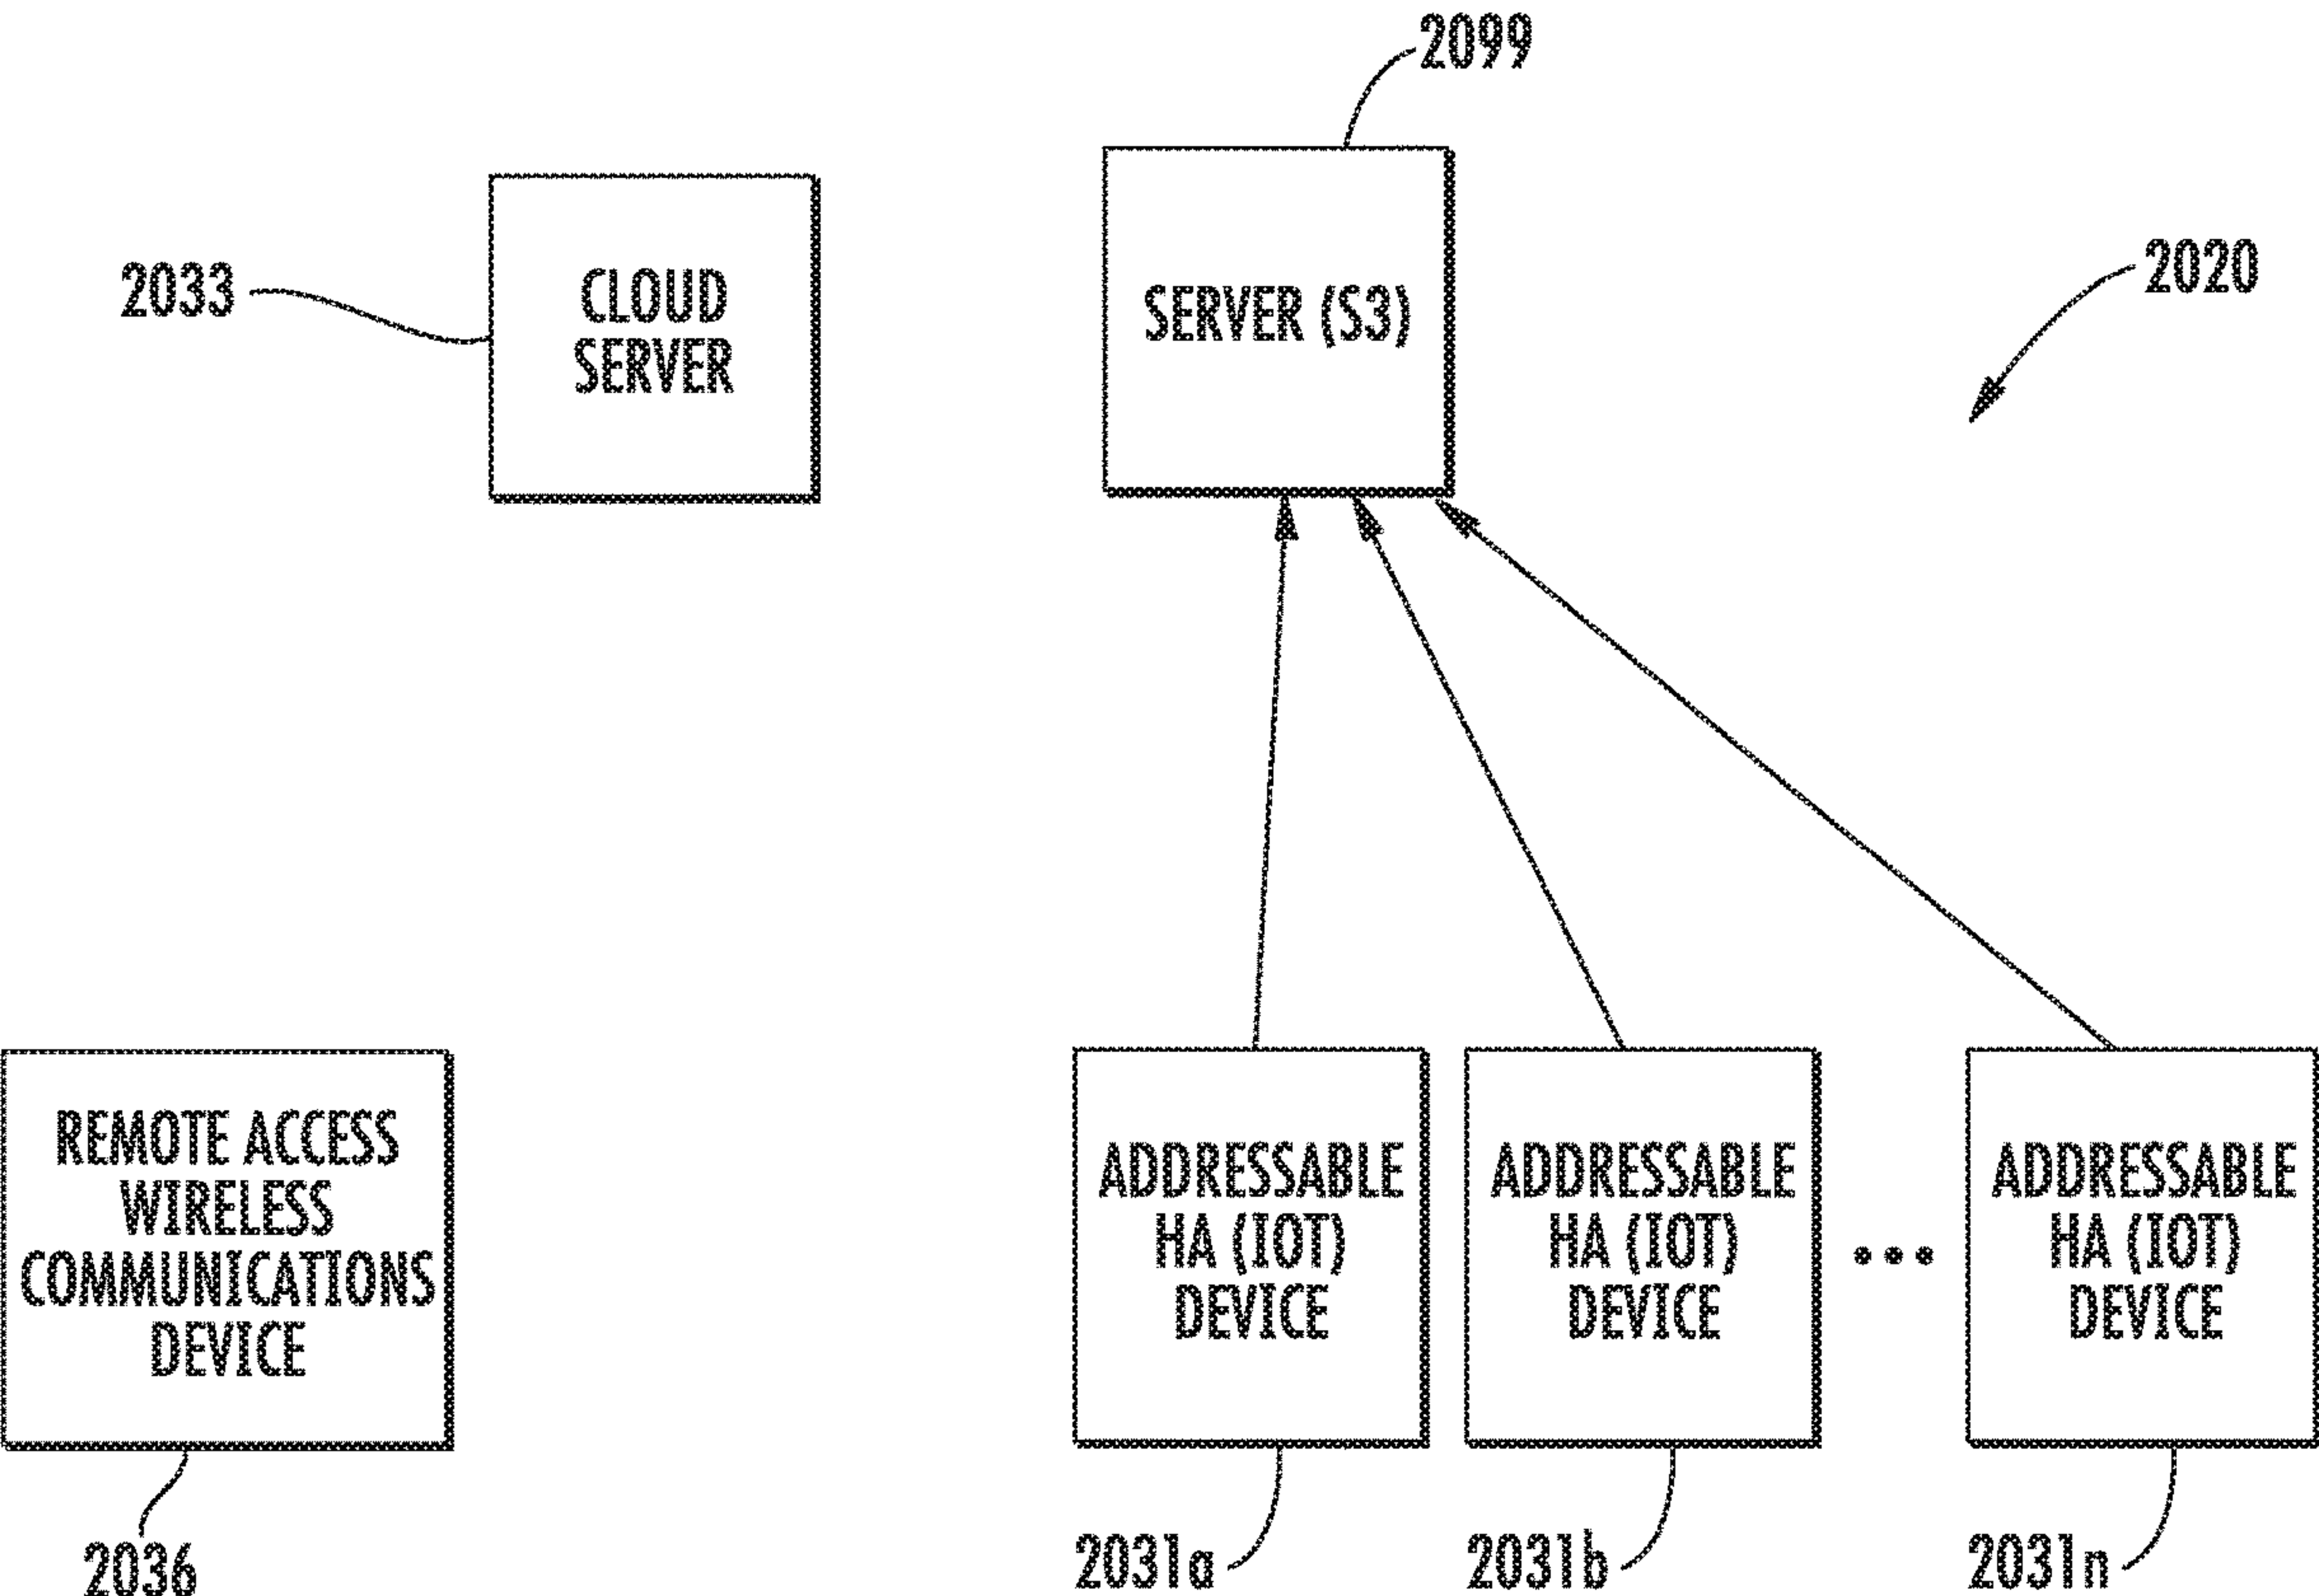 2099
2033
CLOUD
SERVER
SERVER (S3)
2020
REMOTE ACCESS
WIRELESS
COMMUNICATIONS
DEVICE
ADDRESSABLE
HA (IOT)
DEVICE
ADDRESSABLE
HA (IOT)
DEVICE
•••
ADDRESSABLE
HA (IOT)
DEVICE
2036
2031a
2031b
2031n